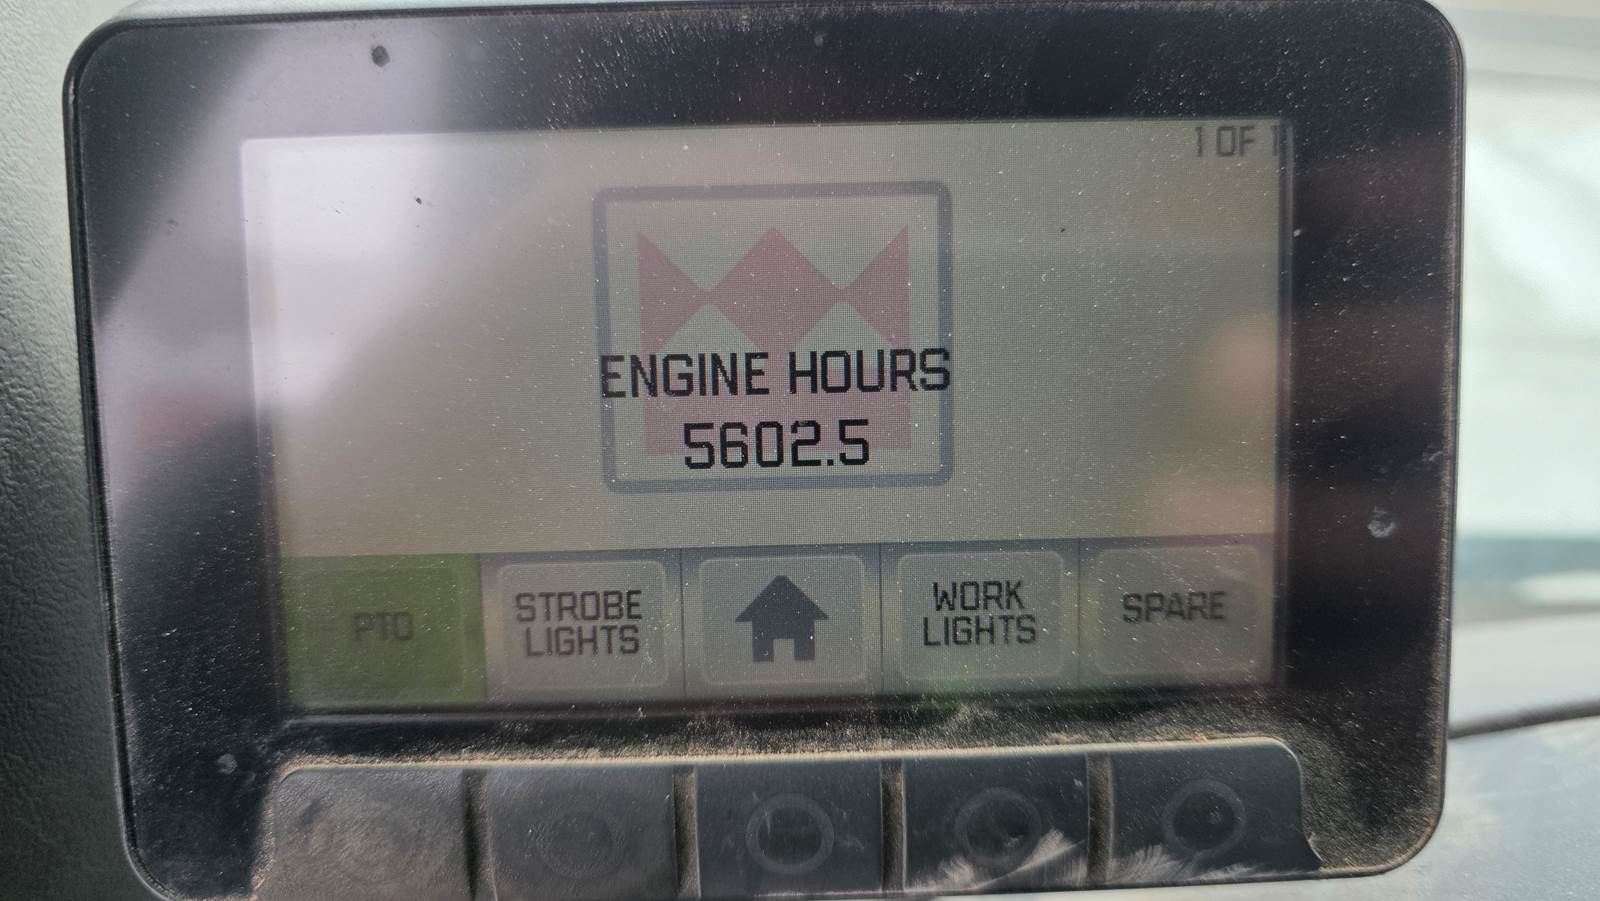 1 OF 1
ENGINE HOURS
5602.5
PTO
STROBE
LIGHTS
WORK
LIGHTS
SPARE